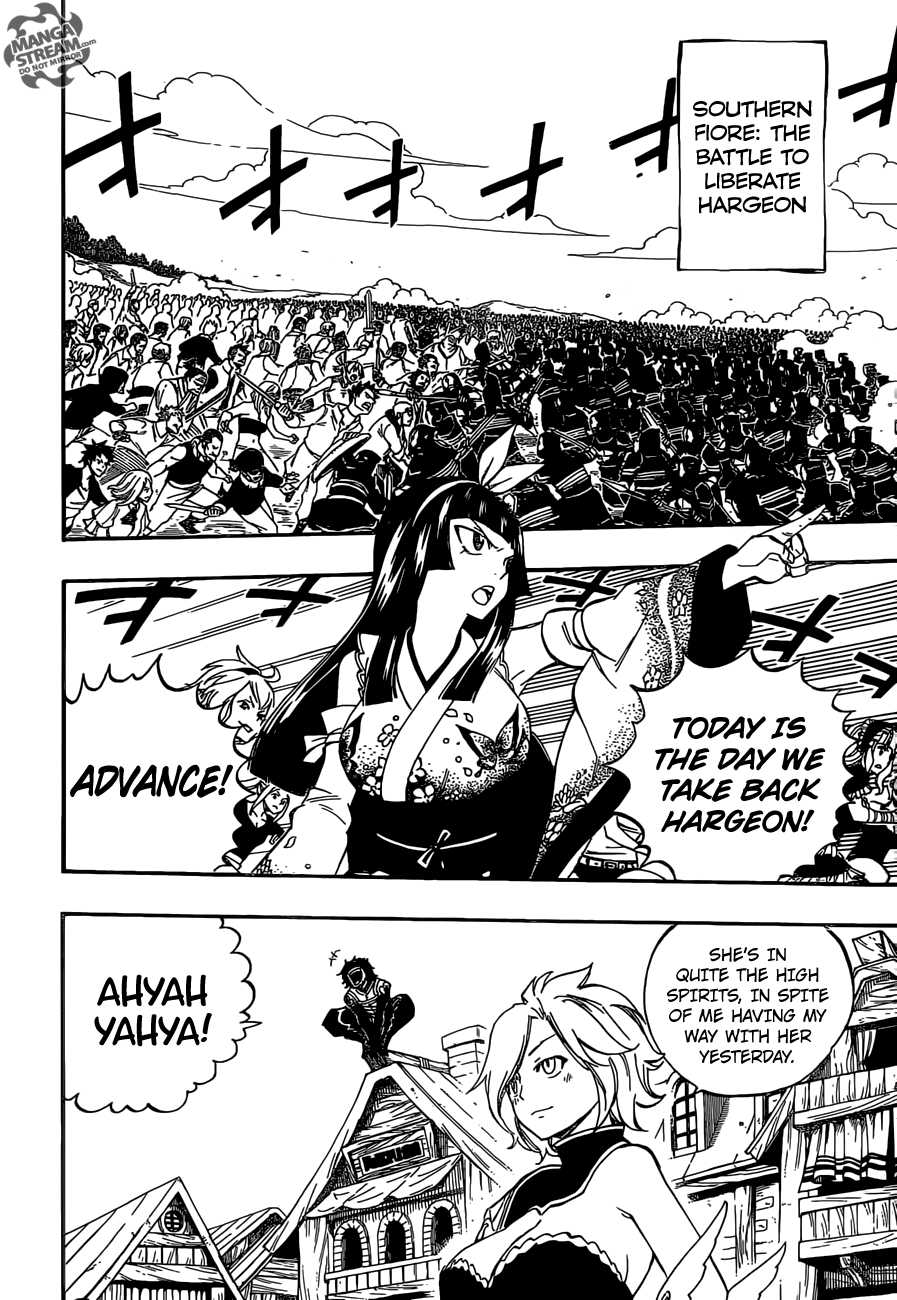 MANGA
STREAM.com
DO NOT MIRROR
SOUTHERN
FIORE: THE
BATTLE TO
LIBERATE
HARGEON
TODAY IS
THE DAY WE
TAKE BACK
HARGEON!
ADVANCE!
SHE'S IN
QUITE THE HIGH
SPIRITS, IN SPITE
OF ME HAVING MY
WAY WITH HER
YESTERDAY.
AHYAH
YAHYA!